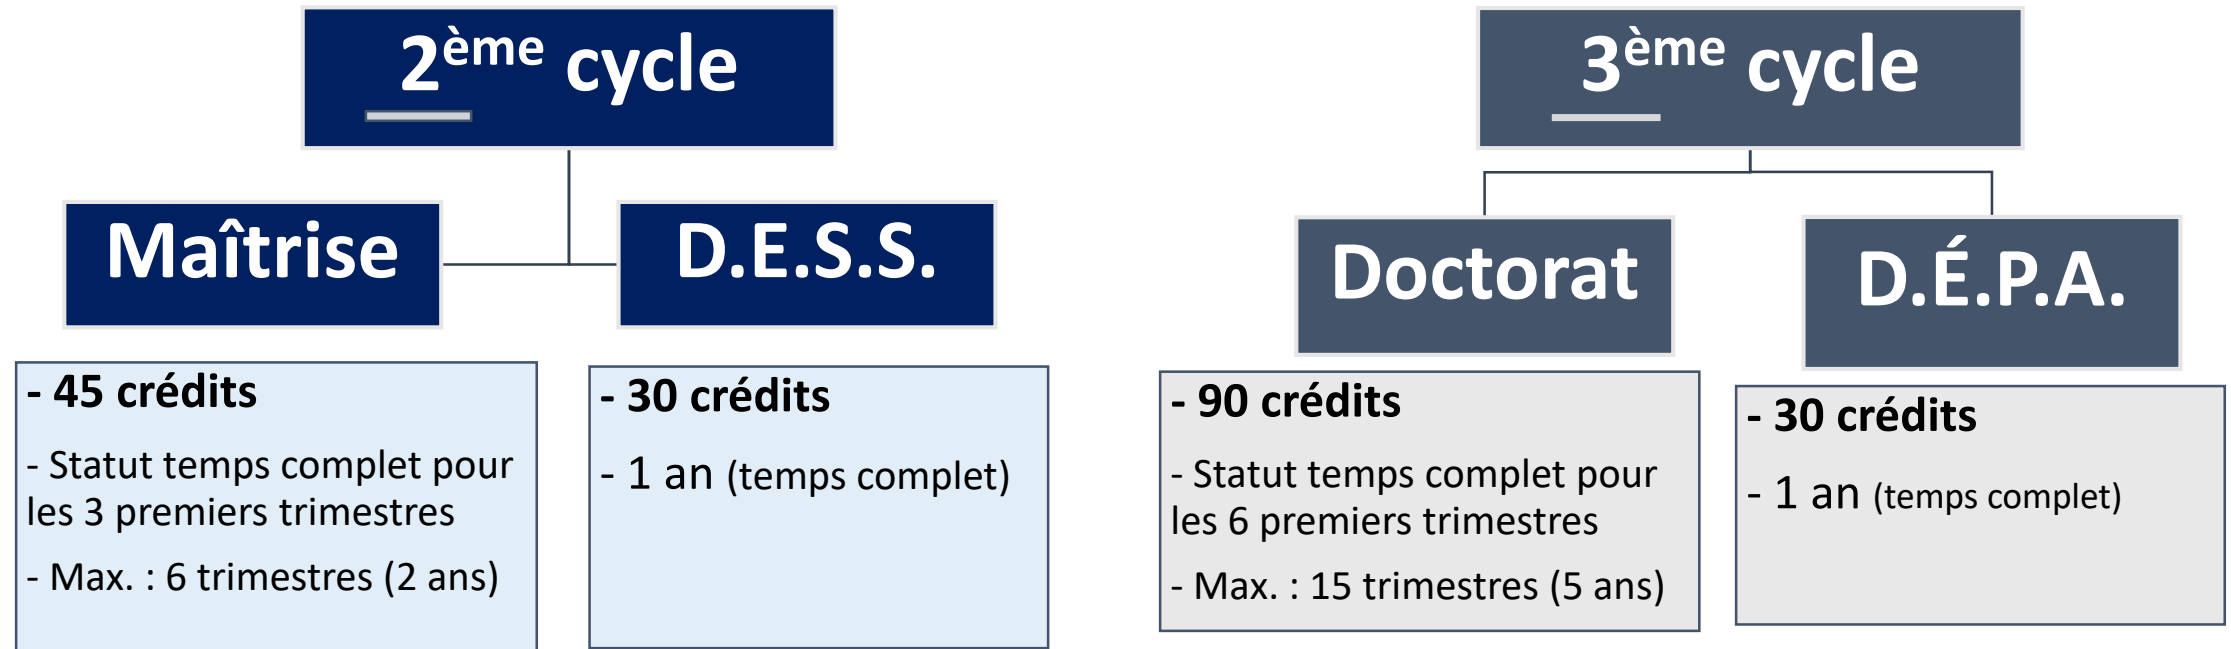 2ème cycle
Maîtrise
D.E.S.S.
- 45 crédits
- Statut temps complet pour
les 3 premiers trimestres
- Max. : 6 trimestres (2 ans)
- 30 crédits
- 1 an (temps complet)
3ème cycle
Doctorat
D.É.P.A.
- 90 crédits
- Statut temps complet pour
les 6 premiers trimestres
- Max. : 15 trimestres (5 ans)
- 30 crédits
- 1 an (temps complet)